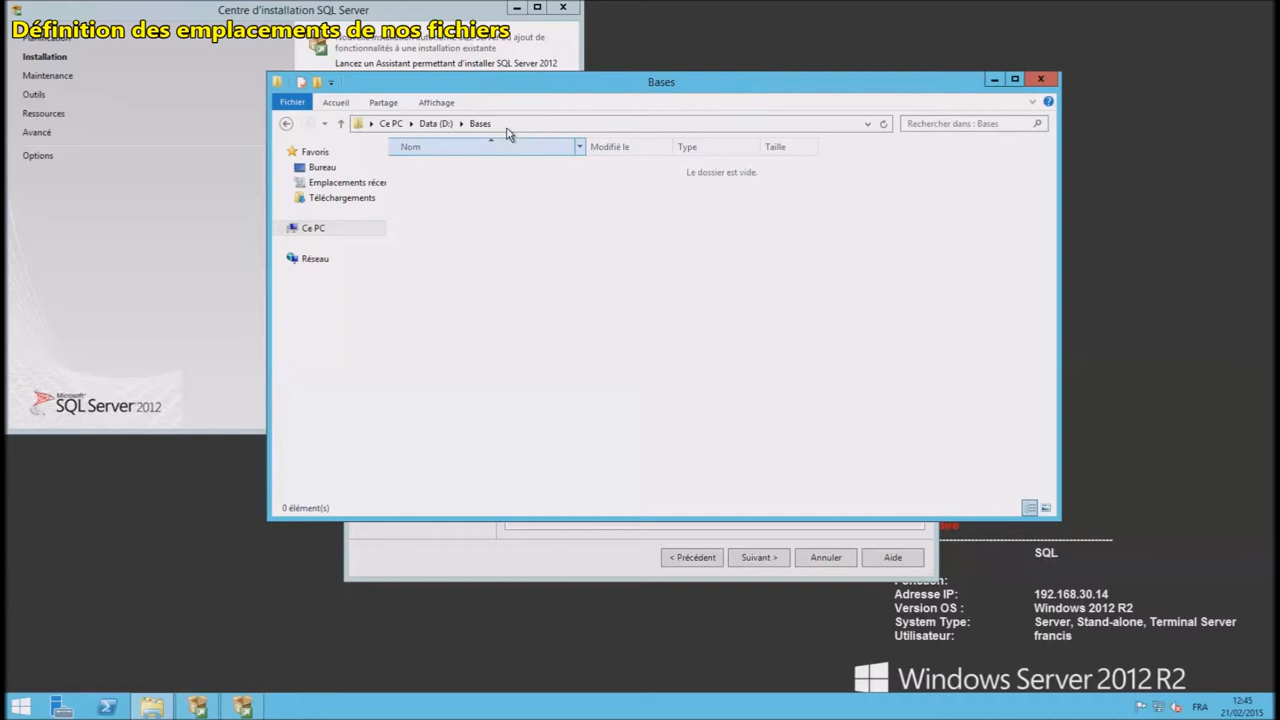 Centre d'installation SQL Server
Définition des emplacements de nos fichiers
Installation
Maintenance
Outils
Ressources
Avancé
Options
fonctionnalités à une installation existante
Lancez un Assistant permettant d'installer SQL Server 2012
Microsoft
SQL Server 2012
Bases
Fichier
Accueil
Partage
Affichage
Ce PC
Data (D:)
Bases
Rechercher dans : Bases
Nom
Modifié le
Type
Taille
Le dossier est vide.
Favoris
Bureau
Emplacements récer
Téléchargements
Ce PC
Réseau
0 élément(s)
< Précédent
Suivant >
Annuler
Aide
SQL
Fonction:
Adresse IP: 192.168.30.14
Version OS : Windows 2012 R2
System Type: Server, Stand-alone, Terminal Server
Utilisateur: francis
Windows Server 2012 R2
FRA
12:45
21/02/2015